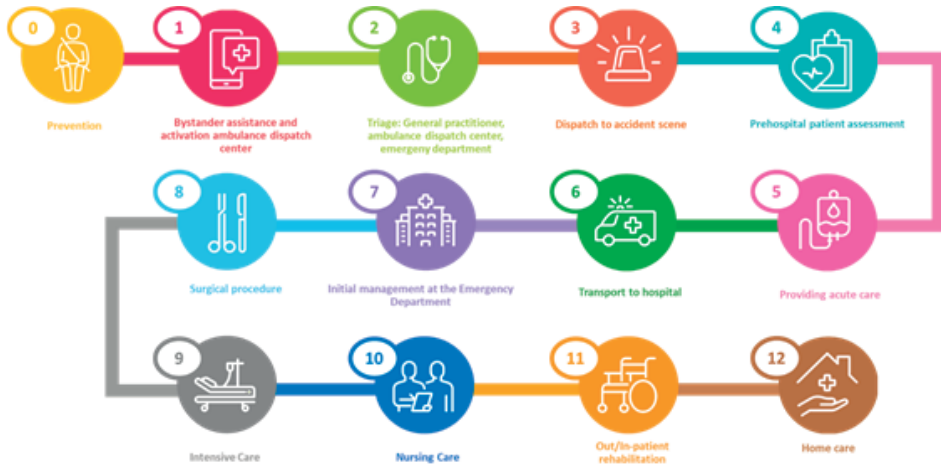 0
Prevention
1
Bystander assistance and
activation ambulance dispatch
center
2
Triage: General practitioner,
ambulance dispatch center,
emergeny department
3
Dispatch to accident scene
4
Prehospital patient assessment
8
Surgical procedure
7
Initial management at the Emergency
Department
6
Transport to hospital
5
Providing acute care
9
Intensive Care
10
Nursing Care
11
Out/In-patient
rehabilitation
12
Home care